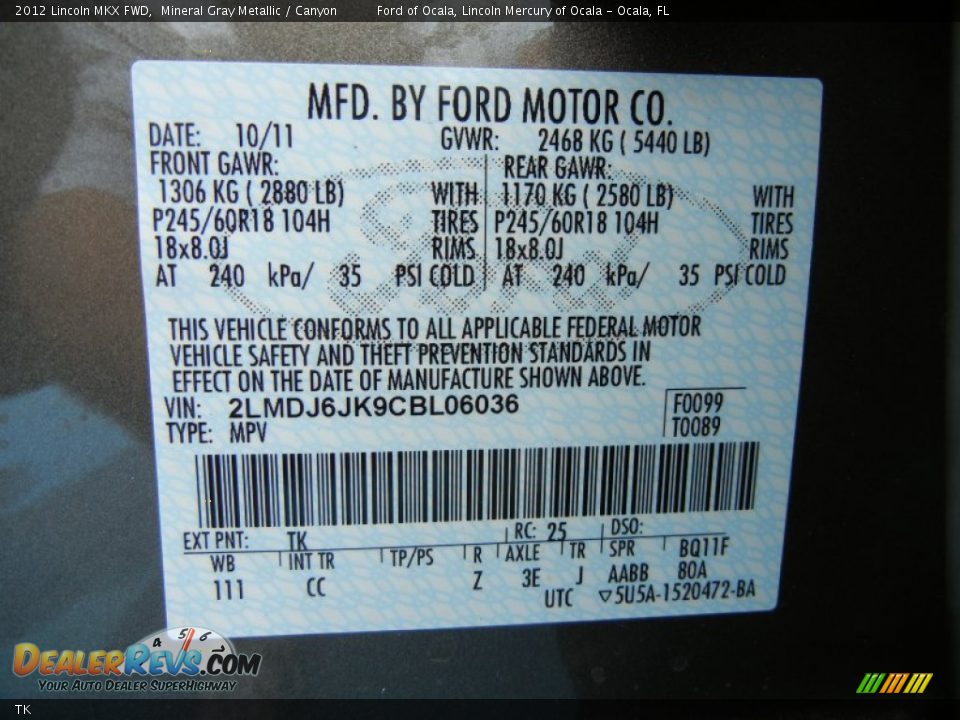 2012 Lincoln MKX FWD, Mineral Gray Metallic / Canyon Ford of Ocala, Lincoln Mercury of Ocala - Ocala, FL
MFD. BY FORD MOTOR CO.
DATE: 10/11 GVWR: 2468 KG ( 5440 LB)
FRONT GAWR: REAR GAWR:
1306 KG ( 2880 LB) WITH 1170 KG ( 2580 LB) WITH
P245/60R18 104H TIRES P245/60R18 104H TIRES
18x8.0J RIMS 18x8.0J RIMS
AT 240 kPa/ 35 PSI COLD AT 240 kPa/ 35 PSI COLD
Ford
THIS VEHICLE CONFORMS TO ALL APPLICABLE FEDERAL MOTOR
VEHICLE SAFETY AND THEFT PREVENTION STANDARDS IN
EFFECT ON THE DATE OF MANUFACTURE SHOWN ABOVE.
VIN: 2LMDJ6JK9CBL06036 F0099
TYPE: MPV T0089
EXT PNT: TK RC: 25 DSO:
WB INT TR TP/PS R AXLE TR SPR BQ11F
111 CC Z 3E J AABB 80A
UTC ▽5U5A-1520472-BA
4 5 6
DEALERREVS.COM
YOUR AUTO DEALER SUPERHIGHWAY
TK